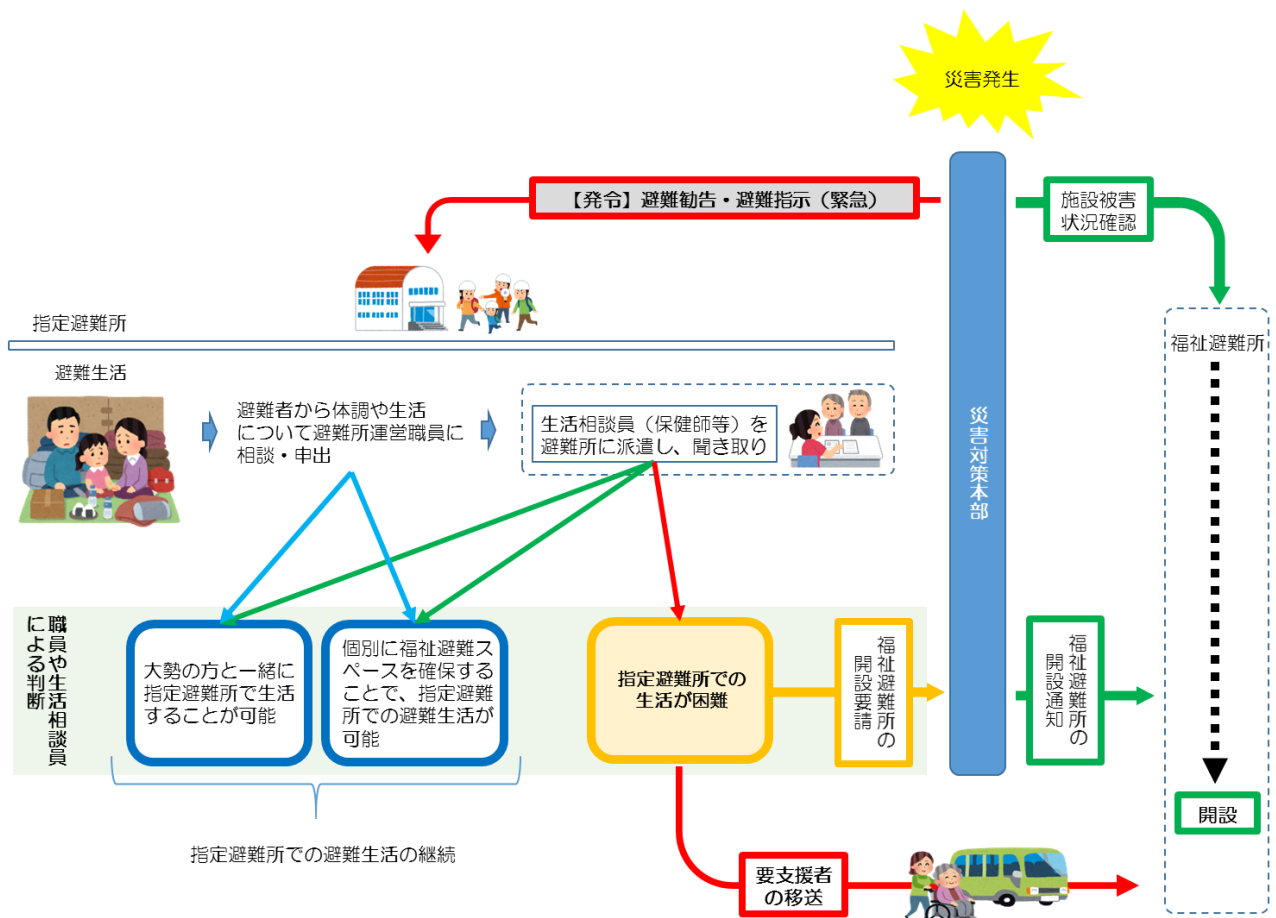 災害発生
【発令】避難勧告・避難指示（緊急）
施設被害
状況確認
指定避難所
福祉避難所
避難生活
避難者から体調や生活
について避難所運営職員に
相談・申出
生活相談員（保健師等）を
避難所に派遣し、聞き取り
災害対策本部
職員や生活相談員
による判断
大勢の方と一緒に
指定避難所で生活
することが可能
個別に福祉避難ス
ペースを確保する
ことで、指定避難
所での避難生活が
可能
指定避難所での
生活が困難
福祉避難所の
開設要請
福祉避難所の
開設通知
開設
指定避難所での避難生活の継続
要支援者
の移送